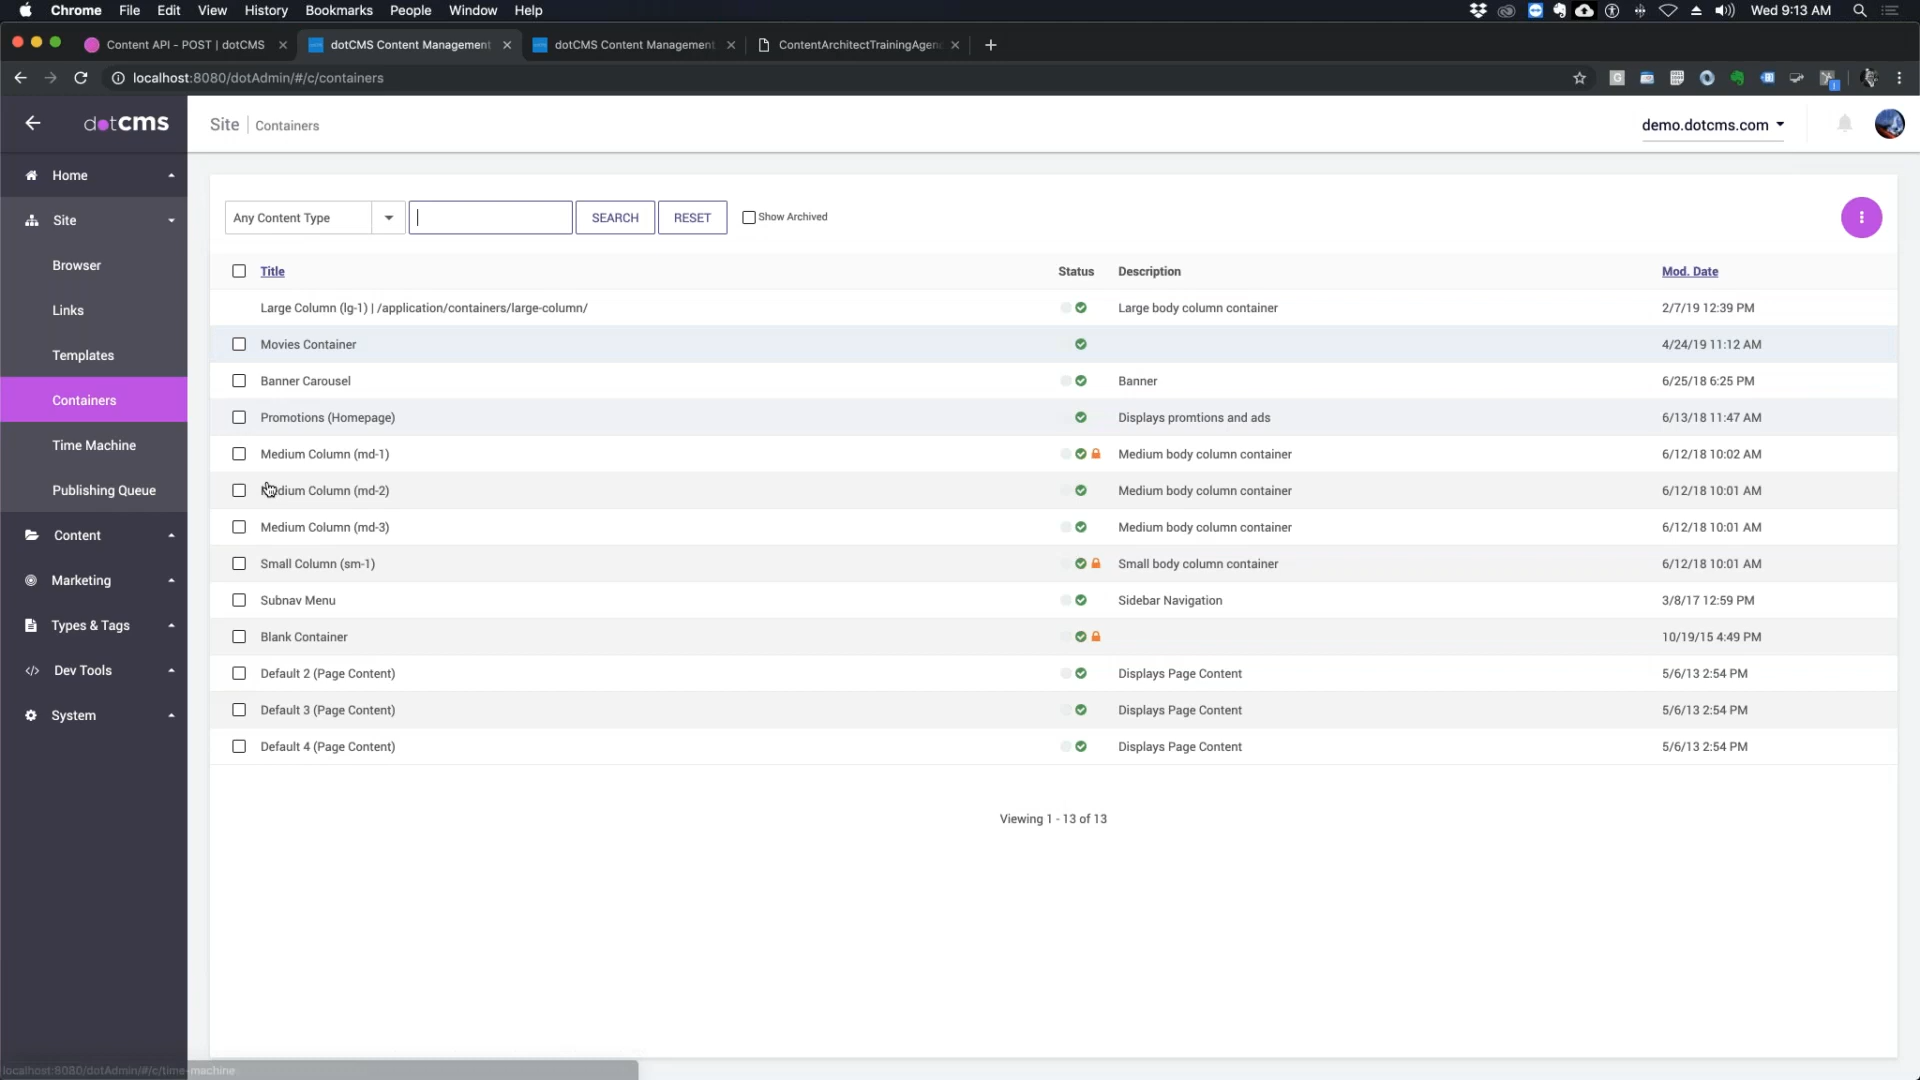 Chrome File Edit View History Bookmarks People Window Help Wed 9:13 AM
Content API - POST | dotCMS dotCMS Content Management dotCMS Content Management ContentArchitectTrainingAgen
localhost:8080/dotAdmin/#/c/containers
dotCMS Site Containers demo.dotcms.com
Home
Site
Browser
Links
Templates
Containers
Time Machine
Publishing Queue
Content
Marketing
Types & Tags
Dev Tools
System
Any Content Type SEARCH RESET Show Archived
Title Status Description Mod. Date
Large Column (lg-1) | /application/containers/large-column/ Large body column container 2/7/19 12:39 PM
Movies Container 4/24/19 11:12 AM
Banner Carousel Banner 6/25/18 6:25 PM
Promotions (Homepage) Displays promtions and ads 6/13/18 11:47 AM
Medium Column (md-1) Medium body column container 6/12/18 10:02 AM
Medium Column (md-2) Medium body column container 6/12/18 10:01 AM
Medium Column (md-3) Medium body column container 6/12/18 10:01 AM
Small Column (sm-1) Small body column container 6/12/18 10:01 AM
Subnav Menu Sidebar Navigation 3/8/17 12:59 PM
Blank Container 10/19/15 4:49 PM
Default 2 (Page Content) Displays Page Content 5/6/13 2:54 PM
Default 3 (Page Content) Displays Page Content 5/6/13 2:54 PM
Default 4 (Page Content) Displays Page Content 5/6/13 2:54 PM
Viewing 1 - 13 of 13
localhost:8080/dotAdmin/#/c/time-machine